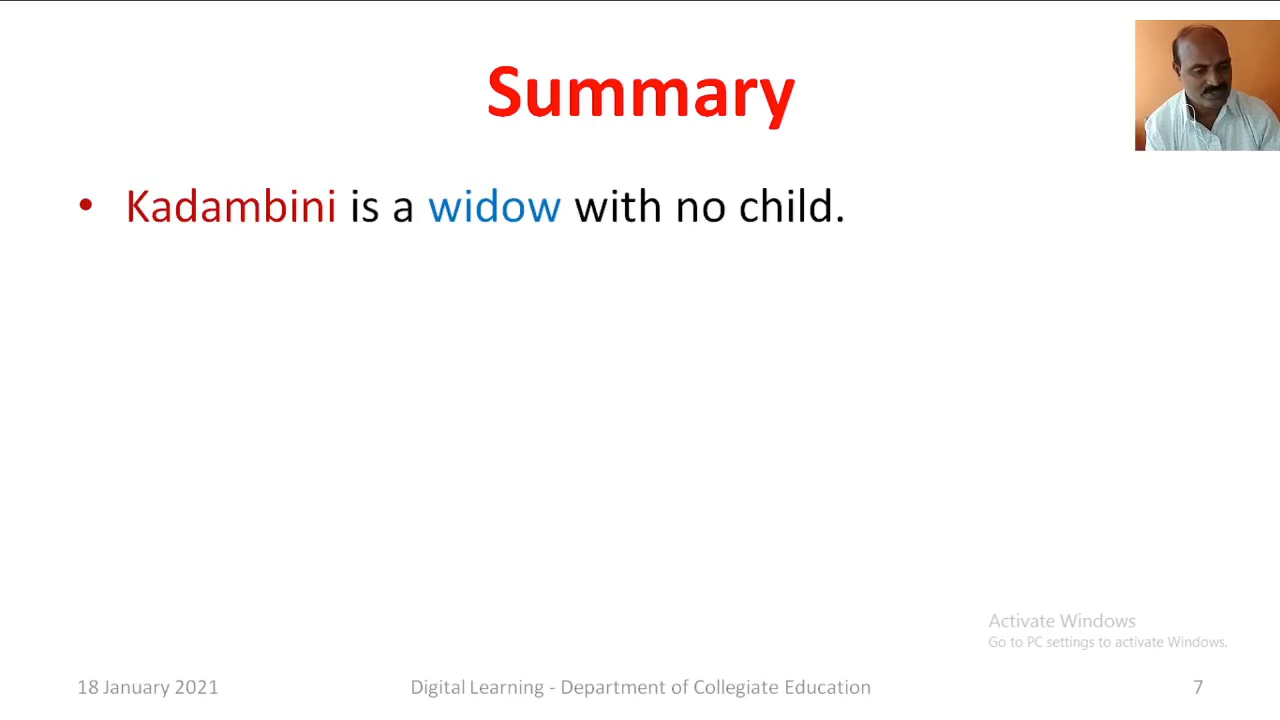 Summary
• Kadambini is a widow with no child.
Activate Windows
Go to PC settings to activate Windows.
18 January 2021
Digital Learning - Department of Collegiate Education
7